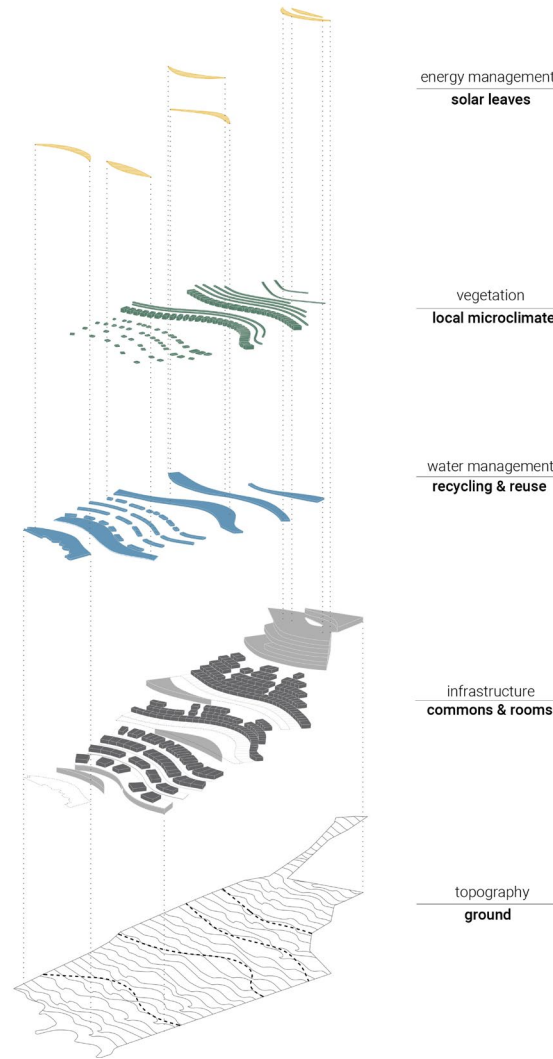 energy management
solar leaves
vegetation
local microclimate
water management
recycling & reuse
infrastructure
commons & rooms
topography
ground